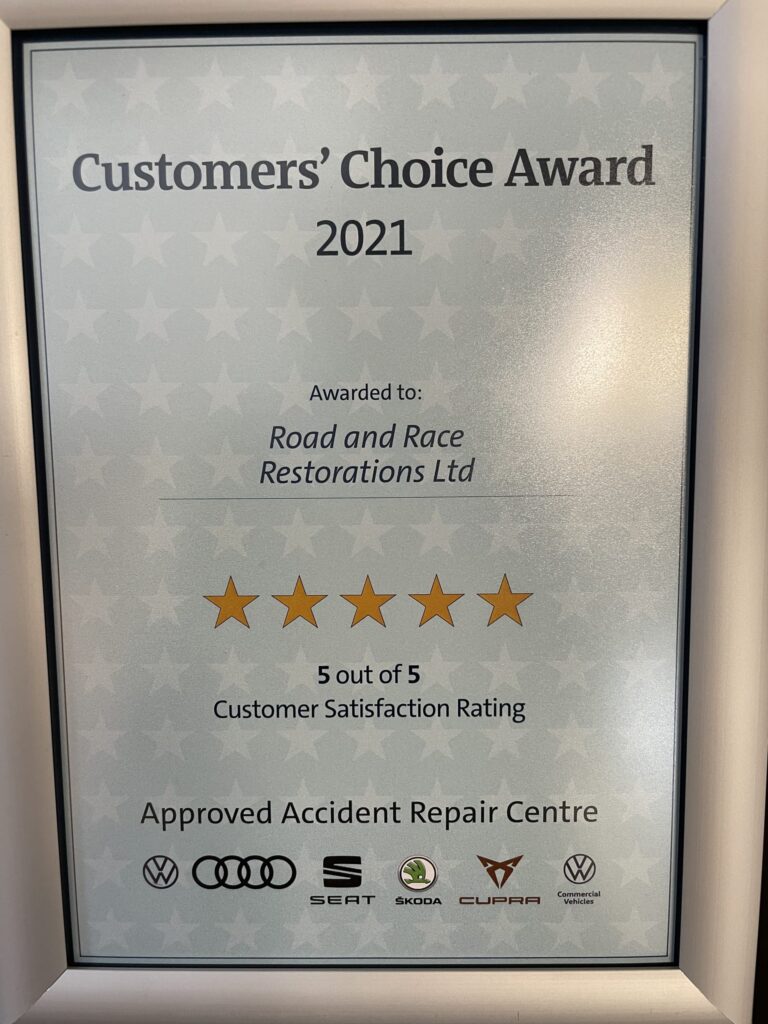 Customers’ Choice Award
2021
Awarded to:
Road and Race
Restorations Ltd
5 out of 5
Customer Satisfaction Rating
Approved Accident Repair Centre
SEAT
ŠKODA
CUPRA
Commercial
Vehicles